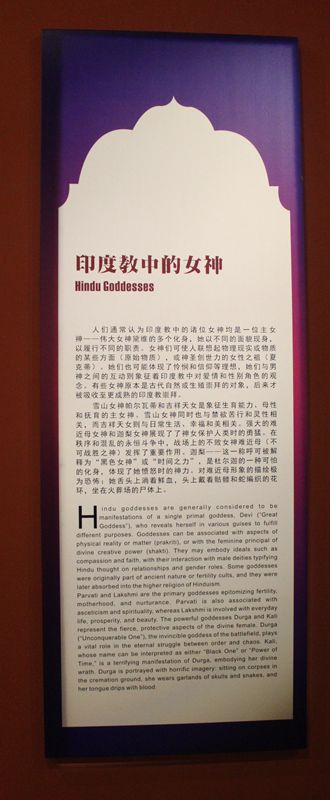 印度教中的女神
Hindu Goddesses
人们通常认为印度教中的诸位女神均是一位主女
神——伟大女神黛维的多个化身，她以不同的面貌现身，
以履行不同的职责。女神们可使人联想起物理现实或物质
的某些方面（原始物质），或神圣创世力的女性之祖（夏
克蒂）。她们也可能体现了怜悯和信仰等理想，她们与男
神之间的互动则象征着印度教中对爱情和性别角色的观
念。有些女神原本是古代自然或生殖崇拜的对象，后来才
被吸收至更成熟的印度教崇拜。
雪山女神帕尔瓦蒂和吉祥天女是象征生育能力、母性
和抚育的主女神。雪山女神同时也与禁欲苦行和灵性相
关，而吉祥天女则与日常生活、幸福和美相关。强大的难
近母女神和迦梨女神展现了了神女保护人类时的勇猛。在
秩序和混乱的永恒斗争中，战场上的不败女神难近母（不
可战胜之神）发挥了重要作用。迦梨——这一称呼可被解
释为“黑色女神”或“时间之力”，是杜尔迦的一种可怕
的化身，体现了她愤怒时的神力。对难近母形象的描绘极
为恐怖：她舌头上滴着鲜血，头上戴着骷髅和蛇编织的花
环，坐在火葬场的尸体上。
Hindu goddesses are generally considered to be
manifestations of a single primal goddess, Devi (“Great
Goddess”), who reveals herself in various guises to fulfill
different purposes. Goddesses can be associated with aspects of
physical reality or matter (prakriti), or with the feminine principal of
divine creative power (shakti). They may embody ideals such as
compassion and faith, with their interaction with male deities typifying
Hindu thought on relationships and gender roles. Some goddesses
were originally part of ancient nature or fertility cults, and they were
later absorbed into the higher religion of Hinduism.
Parvati and Lakshmi are the primary goddesses epitomizing fertility,
motherhood, and nurturance. Parvati is also associated with
asceticism and spirituality, whereas Lakshmi is involved with everyday
life, prosperity, and beauty. The powerful goddesses Durga and Kali
represent the fierce, protective aspects of the divine female. Durga
(“Unconquerable One”), the invincible goddess of the battlefield, plays
a vital role in the eternal struggle between order and chaos. Kali,
whose name can be interpreted as either “Black One” or “Power of
Time,” is a terrifying manifestation of Durga, embodying her divine
wrath. Durga is portrayed with horrific imagery: sitting on corpses in
the cremation ground, she wears garlands of skulls and snakes, and
her tongue drips with blood.